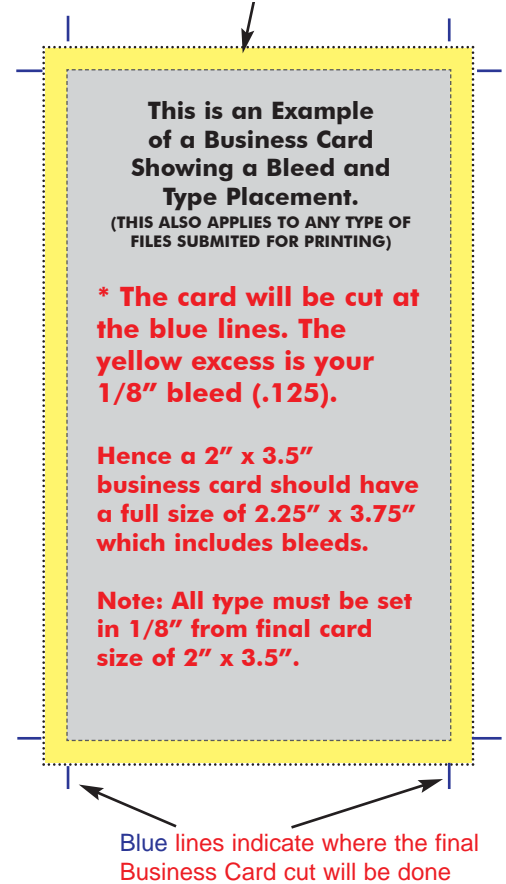 This is an Example
of a Business Card
Showing a Bleed and
Type Placement.
(THIS ALSO APPLIES TO ANY TYPE OF
FILES SUBMITED FOR PRINTING)
* The card will be cut at
the blue lines. The
yellow excess is your
1/8" bleed (.125).
Hence a 2" x 3.5"
business card should have
a full size of 2.25" x 3.75"
which includes bleeds.
Note: All type must be set
in 1/8" from final card
size of 2" x 3.5".
Blue lines indicate where the final
Business Card cut will be done